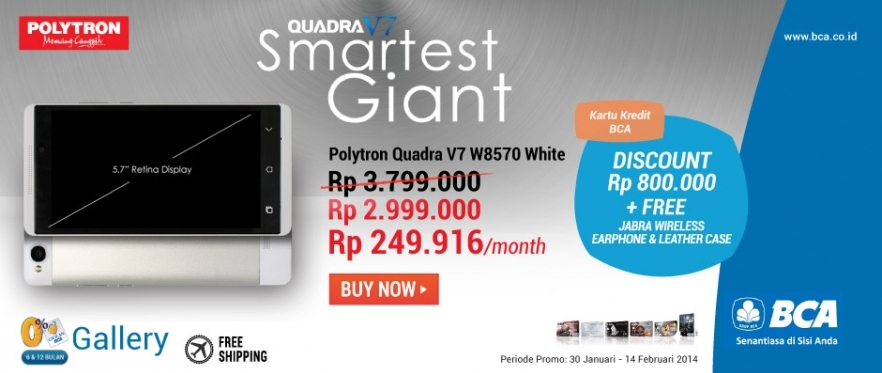 POLYTRON
Memang Canggih
QUADRA V7
Smartest
Giant
www.bca.co.id
5.7" Retina Display
Polytron Quadra V7 W8570 White
Rp 3.799.000
Rp 2.999.000
Rp 249.916/month
BUY NOW
Kartu Kredit
BCA
DISCOUNT
Rp 800.000
+ FREE
JABRA WIRELESS
EARPHONE & LEATHER CASE
0%
6 & 12 BULAN
Gallery
FREE
SHIPPING
BCA
Senantiasa di Sisi Anda
Periode Promo: 30 Januari - 14 Februari 2014